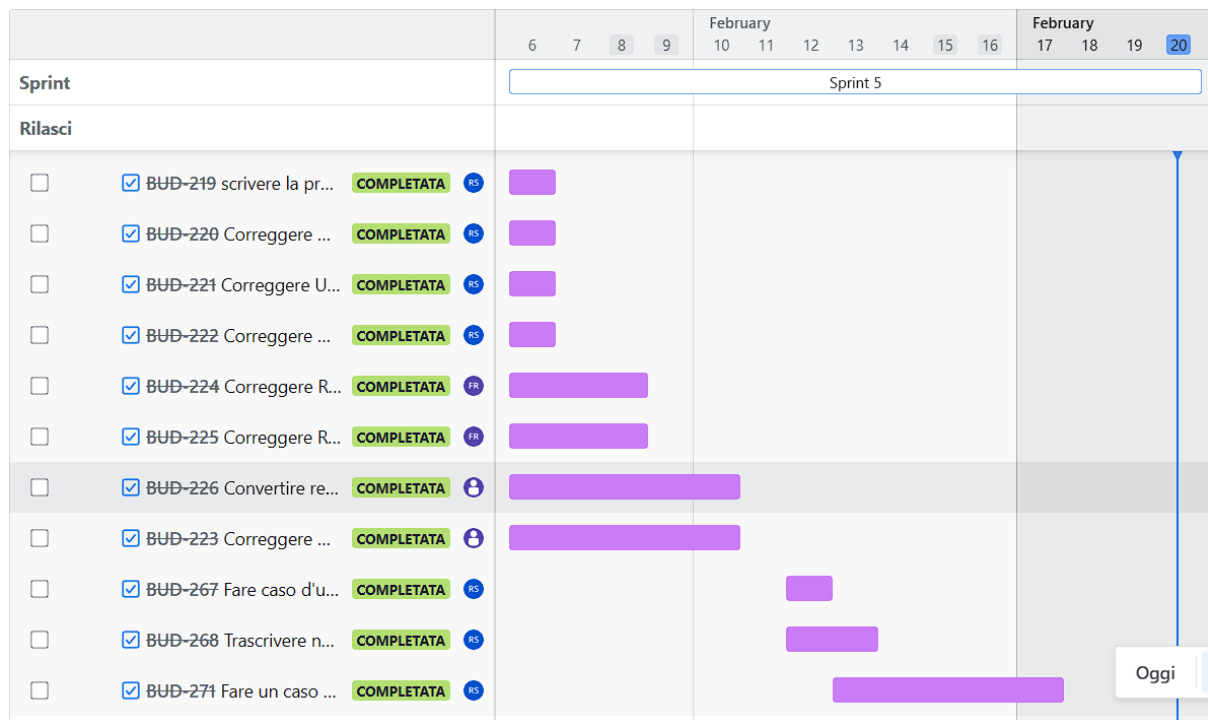 February February
6 7 8 9 10 11 12 13 14 15 16 17 18 19 20
Sprint Sprint 5
Rilasci
BUD-219 scrivere la pr... COMPLETATA RS
BUD-220 Correggere ... COMPLETATA RS
BUD-221 Correggere U... COMPLETATA RS
BUD-222 Correggere ... COMPLETATA RS
BUD-224 Correggere R... COMPLETATA FR
BUD-225 Correggere R... COMPLETATA FR
BUD-226 Convertire re... COMPLETATA
BUD-223 Correggere ... COMPLETATA
BUD-267 Fare caso d'u... COMPLETATA RS
BUD-268 Trascrivere n... COMPLETATA RS
BUD-271 Fare un caso ... COMPLETATA RS
Oggi